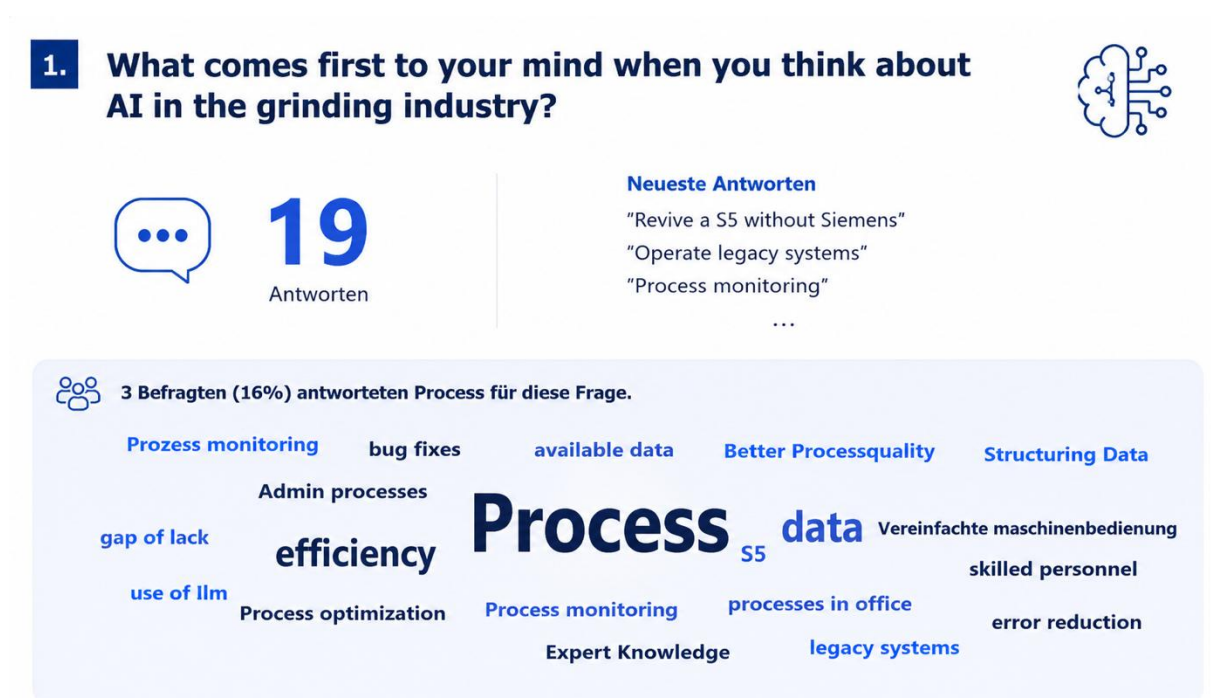 1.
What comes first to your mind when you think about
AI in the grinding industry?
19
Antworten
Neueste Antworten
"Revive a S5 without Siemens"
"Operate legacy systems"
"Process monitoring"
...
3 Befragten (16%) antworteten Process für diese Frage.
Prozess monitoring
bug fixes
available data
Better Processquality
Structuring Data
Admin processes
Process
data
Vereinfachte maschinenbedienung
gap of lack
efficiency
S5
skilled personnel
use of llm
Process optimization
Process monitoring
processes in office
error reduction
Expert Knowledge
legacy systems